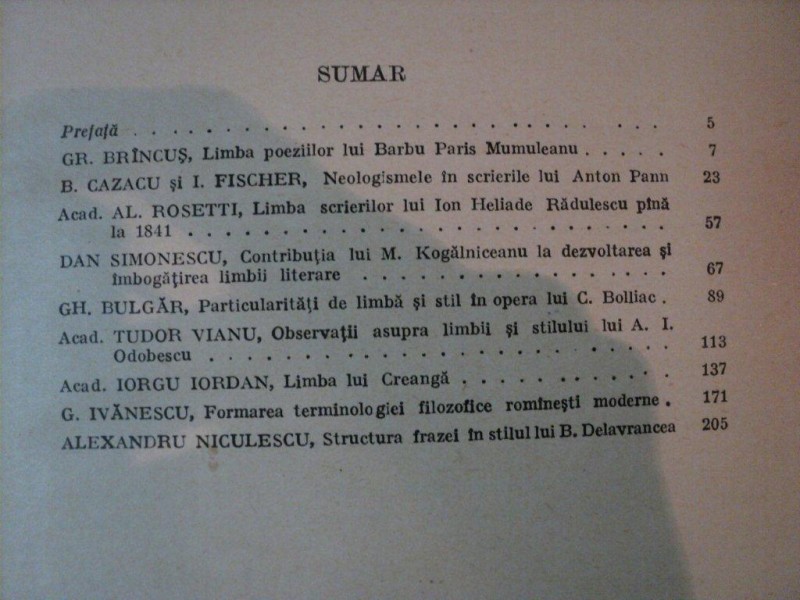 SUMAR
Prefață . . . . . . . . . . . . . . . . . . . . . . . . . . . . . . 5
GR. BRÎNCUȘ, Limba poeziilor lui Barbu Paris Mumuleanu . . . . . 7
B. CAZACU și I. FISCHER, Neologismele în scrierile lui Anton Pann 23
Acad. AL. ROSETTI, Limba scrierilor lui Ion Heliade Rădulescu pînă
la 1841 . . . . . . . . . . . . . . . . . . . . . . . . . . 57
DAN SIMONESCU, Contribuția lui M. Kogălniceanu la dezvoltarea și
îmbogățirea limbii literare . . . . . . . . . . . . . . . 67
GH. BULGĂR, Particularități de limbă și stil în opera lui C. Bolliac . 89
Acad. TUDOR VIANU, Observații asupra limbii și stilului lui A. I.
Odobescu . . . . . . . . . . . . . . . . . . . . . . . . 113
Acad. IORGU IORDAN, Limba lui Creangă . . . . . . . . . . . 137
G. IVĂNESCU, Formarea terminologiei filozofice romînești moderne . 171
ALEXANDRU NICULESCU, Structura frazei în stilul lui B. Delavrancea 205